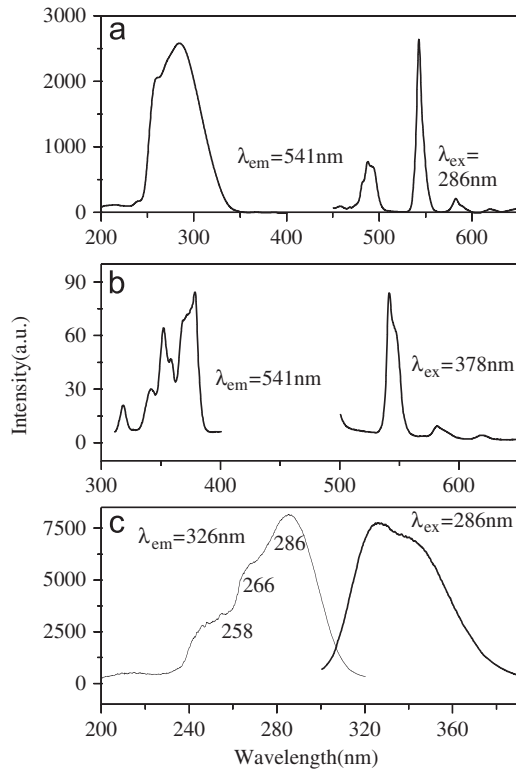 a
3000
2000
1000
0
λem=541nm
λex=
286nm
200
300
400
500
600
b
90
60
30
0
λem=541nm
λex=378nm
300
400
500
600
Intensity(a.u.)
c
7500
5000
2500
0
λem=326nm
λex=286nm
286
266
258
200
240
280
320
360
Wavelength(nm)